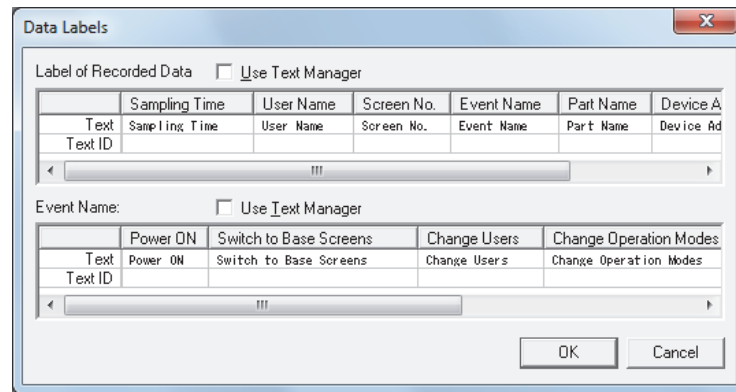 Data Labels
Label of Recorded Data Use Text Manager
Sampling Time User Name Screen No. Event Name Part Name Device A
Text Sampling Time User Name Screen No. Event Name Part Name Device Ad
Text ID
Event Name: Use Text Manager
Power ON Switch to Base Screens Change Users Change Operation Modes
Text Power ON Switch to Base Screens Change Users Change Operation Modes
Text ID
OK Cancel